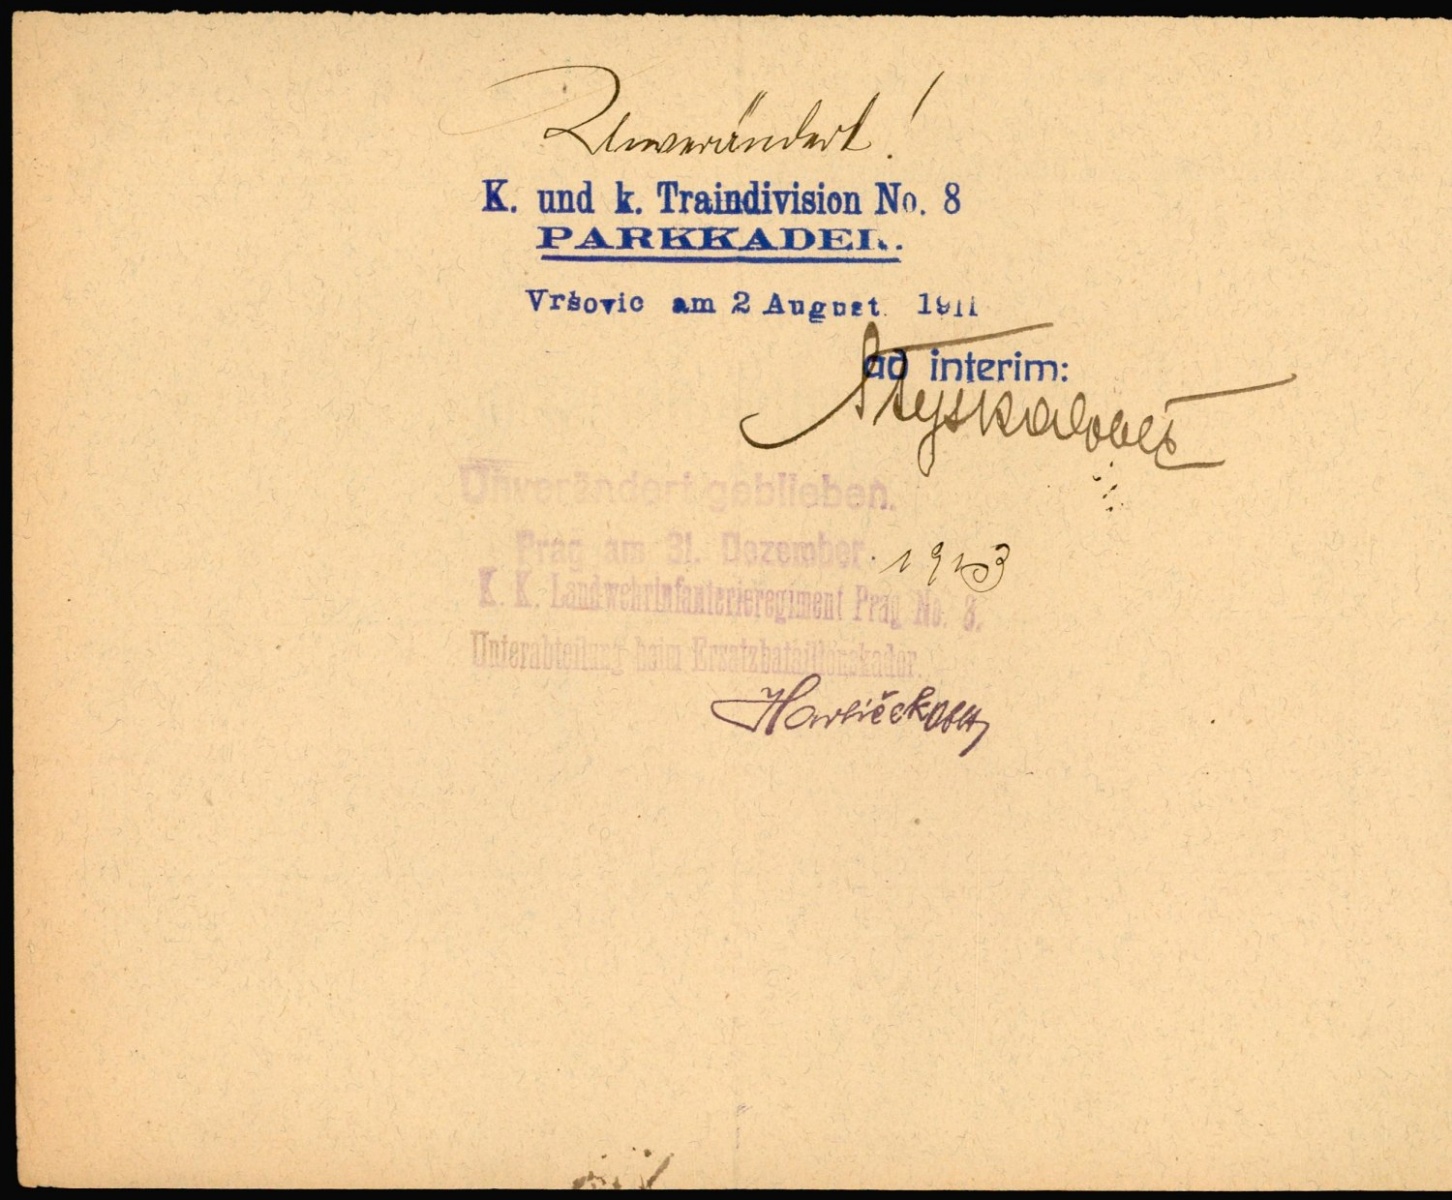 Unverändert!
K. und k. Traindivision No. 8
PARKKADER.
Vršovic am 2 August 1911
ad interim:
Unverändert geblieben.
Prag am 31. Dezember. 1913
K. K. Landwehrinfanterieregiment Prag No. 8.
Unterabteilung beim Ersatzbataillonskader.